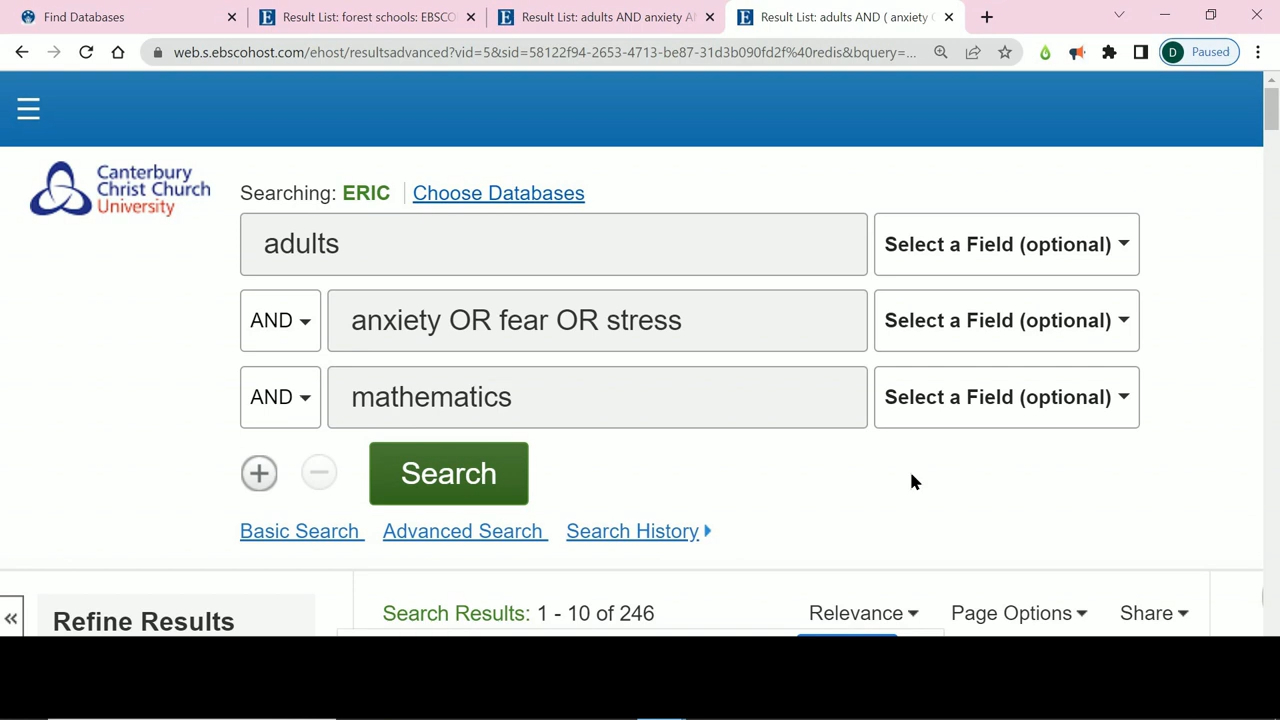 Find Databases
Result List: forest schools: EBSCO
Result List: adults AND anxiety A
Result List: adults AND ( anxiety
web.s.ebscohost.com/ehost/resultsadvanced?vid=5&sid=58122f94-2653-4713-be87-31d3b090fd2f%40redis&bquery=...
D Paused
Canterbury
Christ Church
University
Searching: ERIC
Choose Databases
adults
Select a Field (optional)
AND
anxiety OR fear OR stress
Select a Field (optional)
AND
mathematics
Select a Field (optional)
Search
Basic Search
Advanced Search
Search History
Refine Results
Search Results: 1 - 10 of 246
Relevance
Page Options
Share